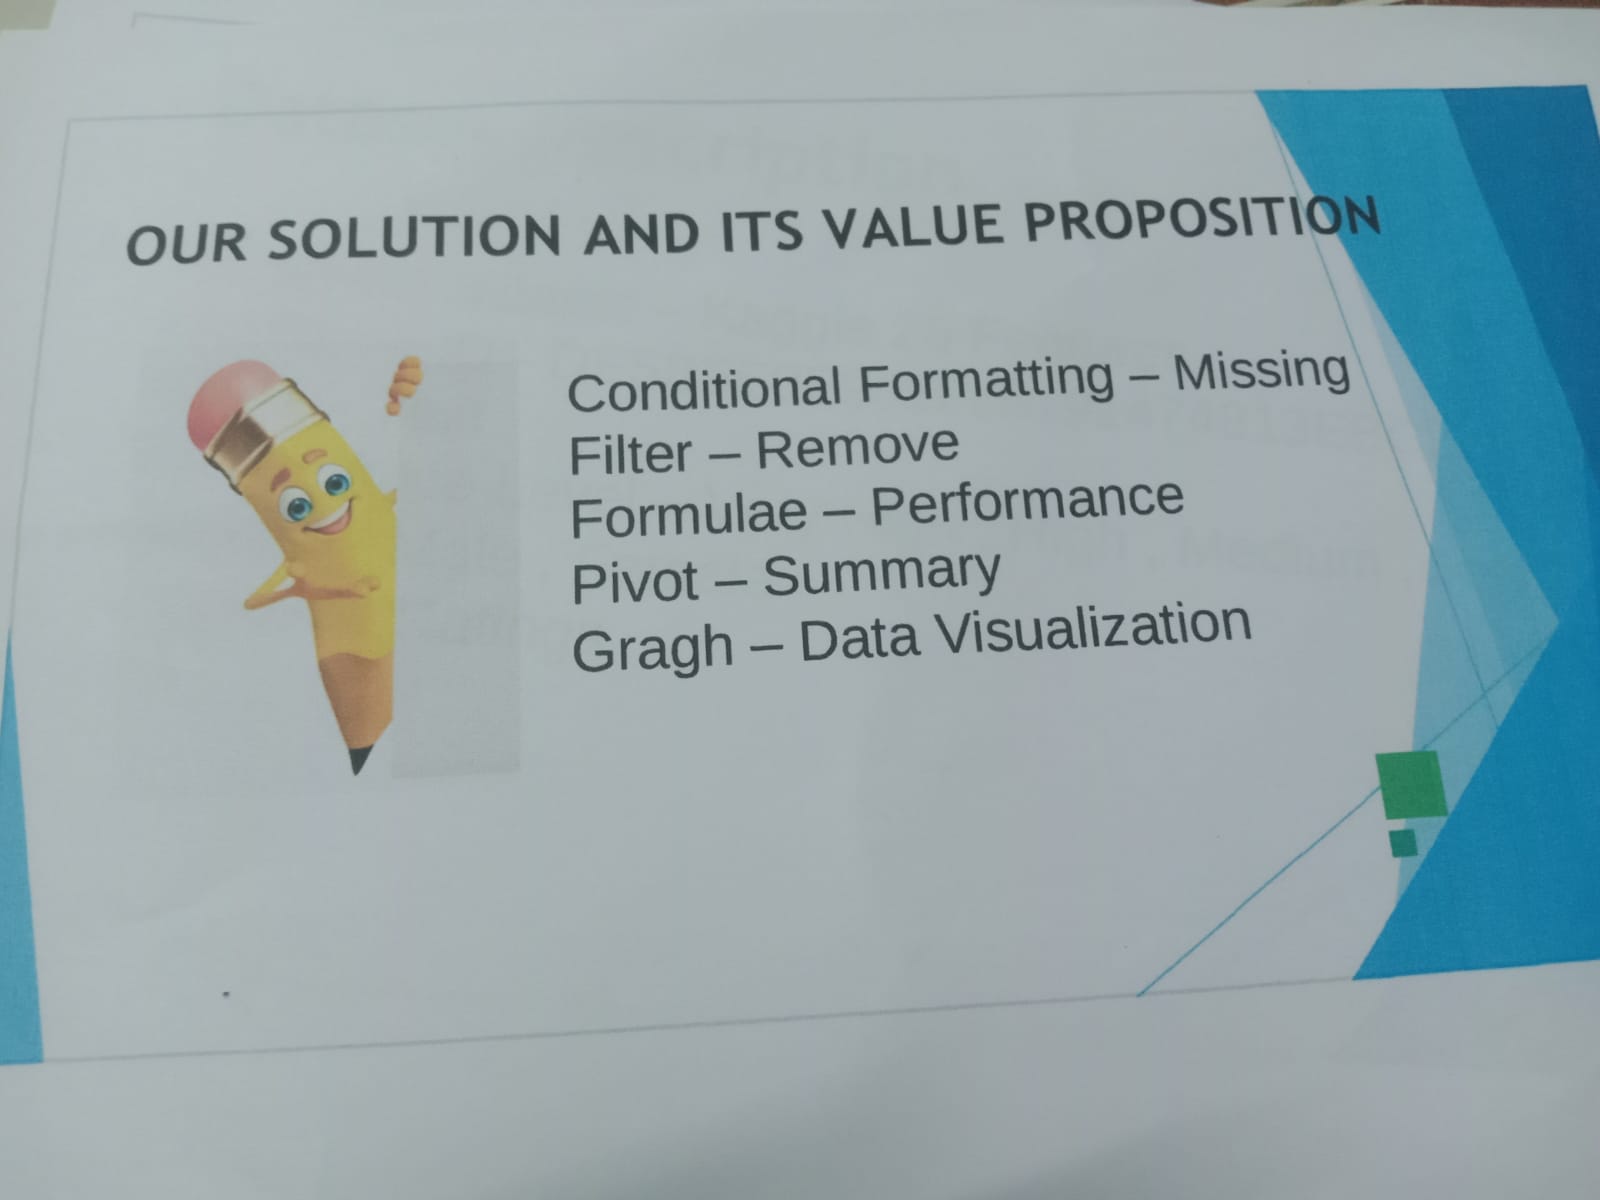 OUR SOLUTION AND ITS VALUE PROPOSITION
Conditional Formatting – Missing
Filter – Remove
Formulae – Performance
Pivot – Summary
Gragh – Data Visualization